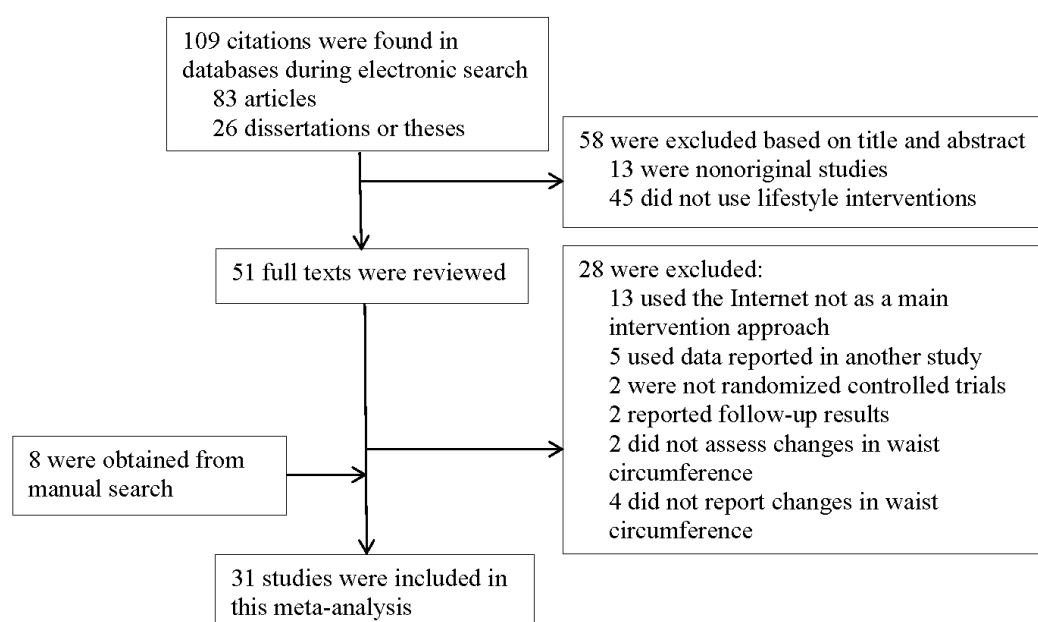 109 citations were found in
databases during electronic search
83 articles
26 dissertations or theses
58 were excluded based on title and abstract
13 were nonoriginal studies
45 did not use lifestyle interventions
51 full texts were reviewed
28 were excluded:
13 used the Internet not as a main
intervention approach
5 used data reported in another study
2 were not randomized controlled trials
2 reported follow-up results
2 did not assess changes in waist
circumference
4 did not report changes in waist
circumference
8 were obtained from
manual search
31 studies were included in
this meta-analysis